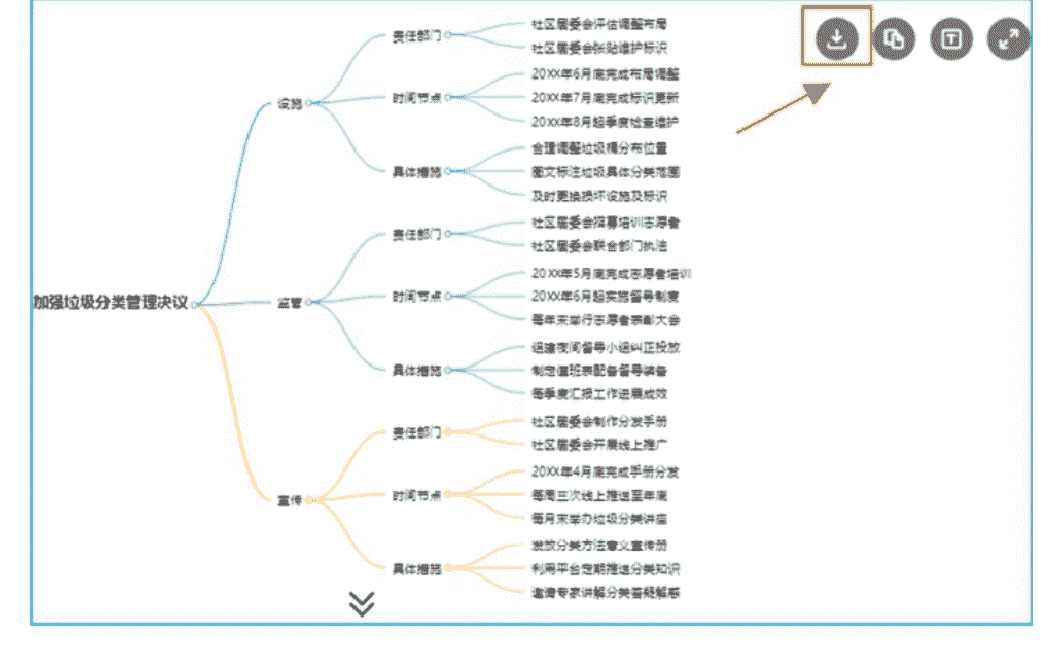 加强垃圾分类管理决议
设施
责任部门
社区居委会评估调整布局
社区居委会张贴维护标识
时间节点
20XX年6月底完成布局调整
20XX年7月底完成标识更新
20XX年8月起季度检查维护
具体措施
合理调整垃圾桶分布位置
图文标注垃圾具体分类范围
及时更换损坏设施及标识
监管
责任部门
社区居委会招募培训志愿者
社区居委会联合部门执法
时间节点
20XX年5月底完成志愿者培训
20XX年6月起实施督导制度
每年末举行志愿者表彰大会
具体措施
组建夜间督导小组纠正投放
制定值班表配备督导装备
每季度汇报工作进展成效
宣传
责任部门
社区居委会制作分发手册
社区居委会开展线上推广
时间节点
20XX年4月底完成手册分发
每周三次线上推送至年底
每月末举办垃圾分类讲座
具体措施
发放分类方法意义宣传册
利用平台定期推送分类知识
邀请专家讲解分类答疑解惑